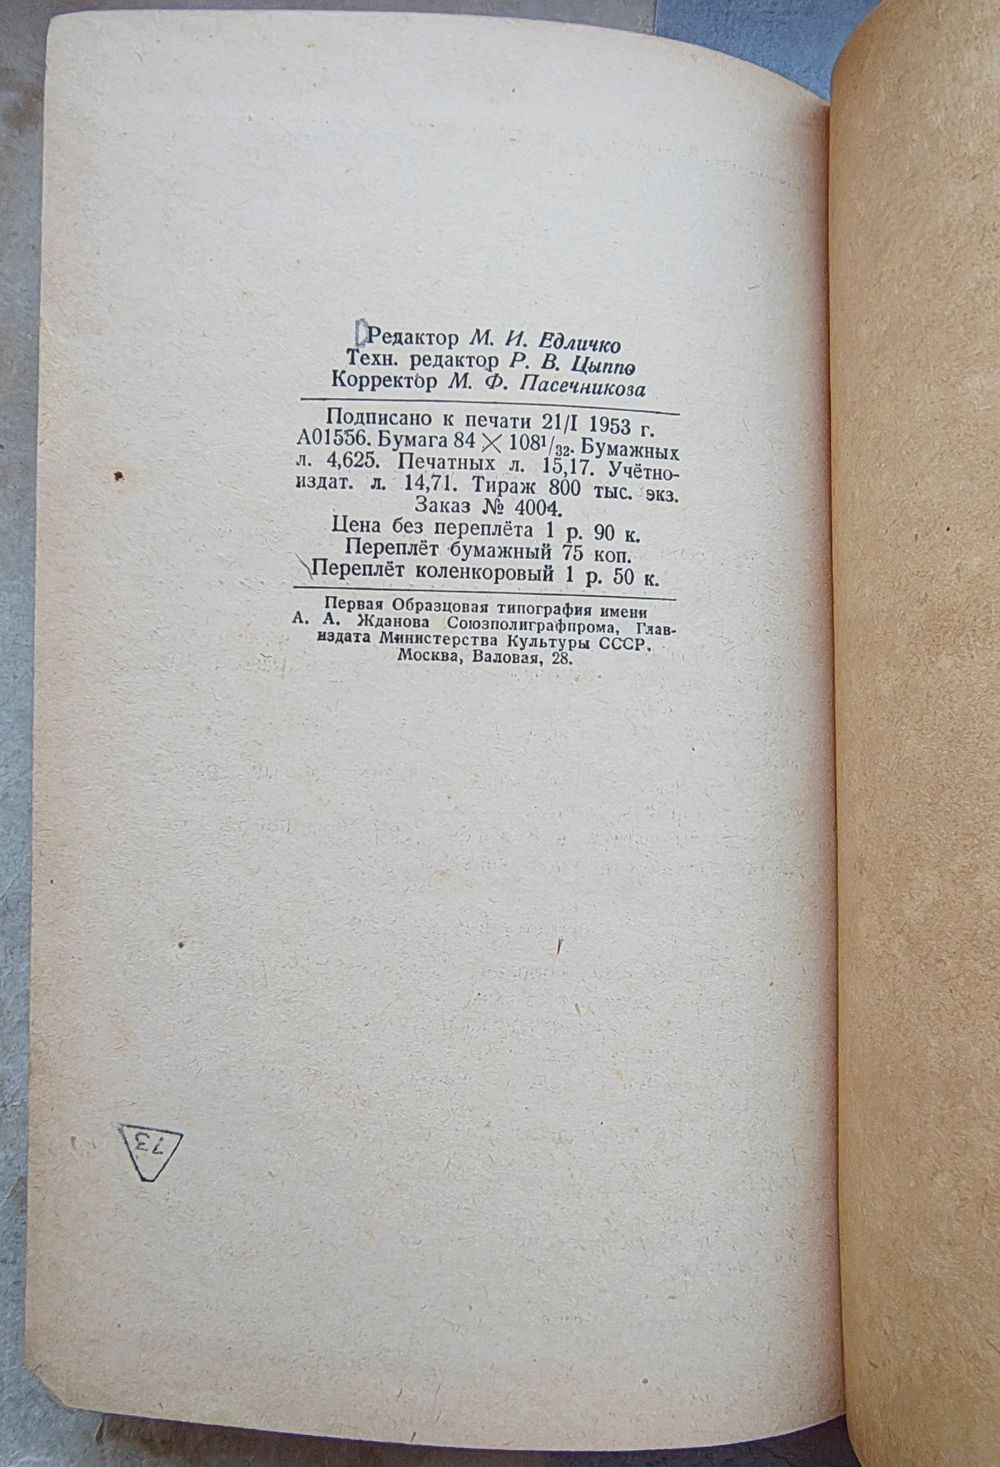 Редактор М. И. Едличко
Техн. редактор Р. В. Цыппо
Корректор М. Ф. Пасечникова
Подписано к печати 21/I 1953 г.
А01556. Бумага 84 × 108¹/₃₂. Бумажных
л. 4,625. Печатных л. 15,17. Учётно-
издат. л. 14,71. Тираж 800 тыс. экз.
Заказ № 4004.
Цена без переплёта 1 р. 90 к.
Переплёт бумажный 75 коп.
Переплёт коленкоровый 1 р. 50 к.
Первая Образцовая типография имени
А. А. Жданова Союзполиграфпрома, Глав-
издата Министерства Культуры СССР.
Москва, Валовая, 28.
73